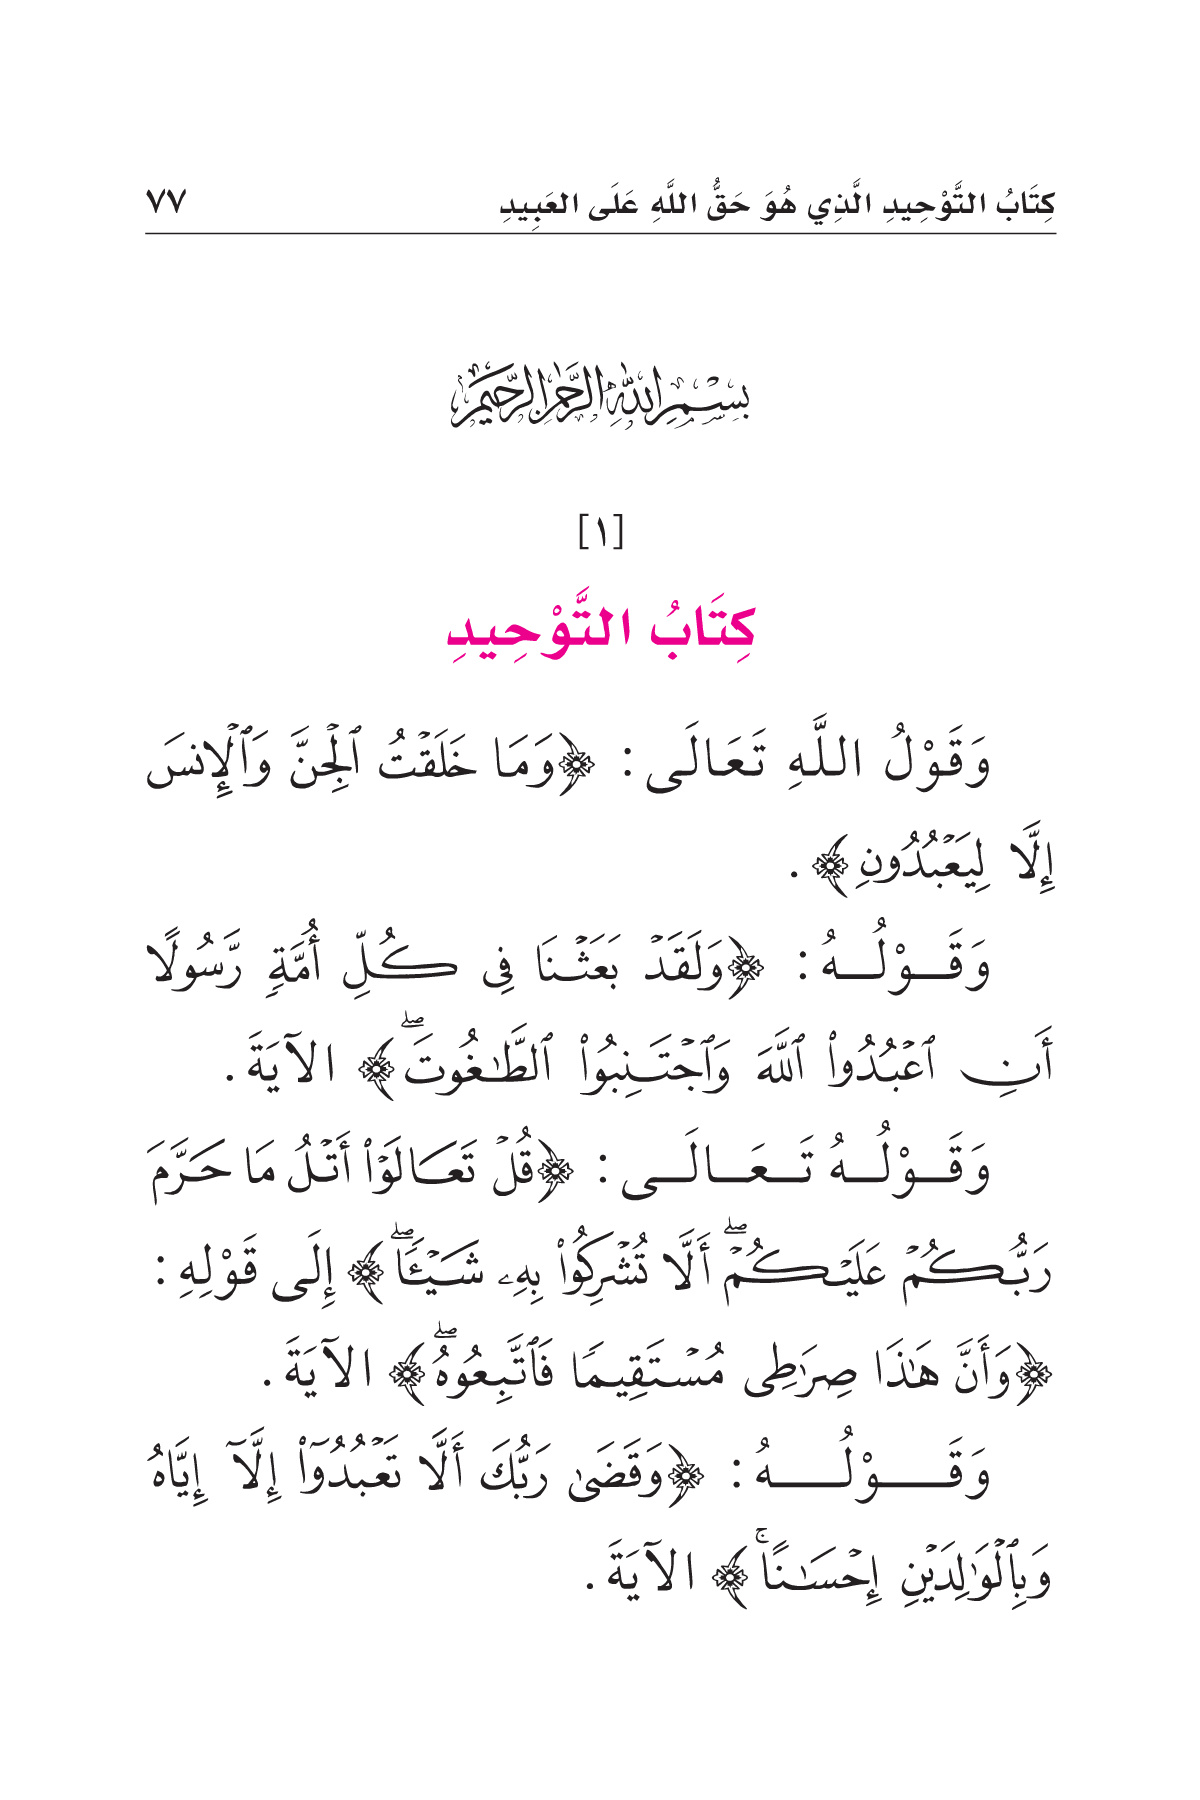 كِتَابُ التَّوْحِيدِ الَّذِي هُوَ حَقُّ اللَّهِ عَلَى العَبِيدِ ٧٧
بِسْمِ اللَّهِ الرَّحْمَٰنِ الرَّحِيمِ
[١]
كِتَابُ التَّوْحِيدِ
وَقَوْلُ اللَّهِ تَعَالَى: ﴿وَمَا خَلَقۡتُ ٱلۡجِنَّ وَٱلۡإِنسَ
إِلَّا لِيَعۡبُدُونِ﴾.
وَقَوْلُهُ: ﴿وَلَقَدۡ بَعَثۡنَا فِي كُلِّ أُمَّةٖ رَّسُولًا
أَنِ ٱعۡبُدُواْ ٱللَّهَ وَٱجۡتَنِبُواْ ٱلطَّٰغُوتَۖ﴾ الآيَةَ.
وَقَوْلُهُ تَعَالَى: ﴿قُلۡ تَعَالَوۡاْ أَتۡلُ مَا حَرَّمَ
رَبُّكُمۡ عَلَيۡكُمۡۖ أَلَّا تُشۡرِكُواْ بِهِۦ شَيۡـٔٗاۖ﴾ إِلَى قَوْلِهِ:
﴿وَأَنَّ هَٰذَا صِرَٰطِي مُسۡتَقِيمٗا فَٱتَّبِعُوهُۖ﴾ الآيَةَ.
وَقَوْلُهُ: ﴿وَقَضَىٰ رَبُّكَ أَلَّا تَعۡبُدُوٓاْ إِلَّآ إِيَّاهُ
وَبِٱلۡوَٰلِدَيۡنِ إِحۡسَٰنًاۚ﴾ الآيَةَ.